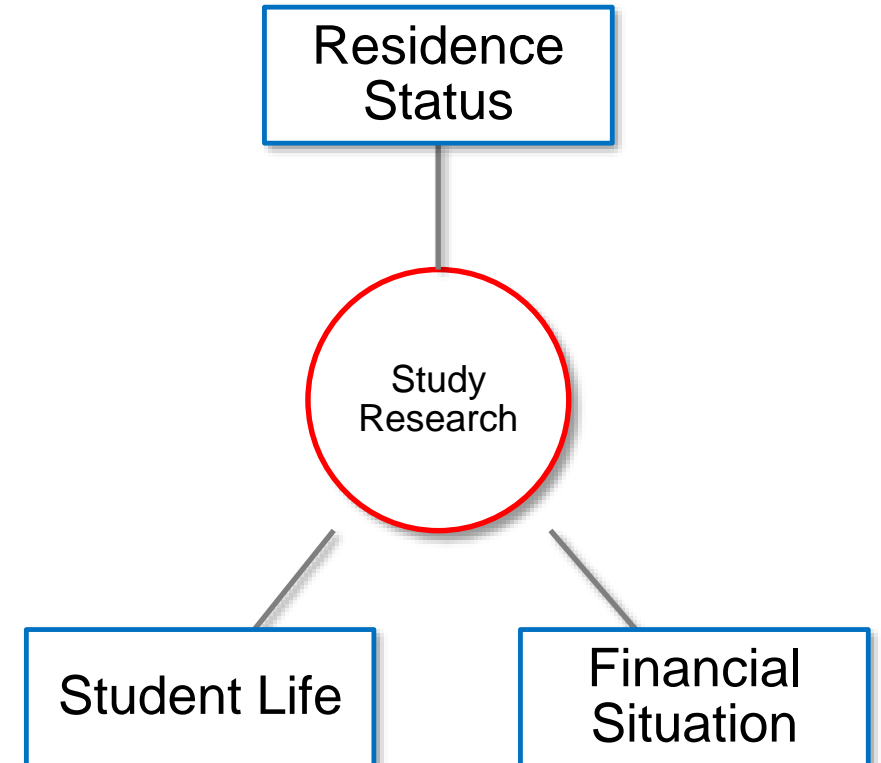 Residence
Status
Study
Research
Student Life
Financial
Situation